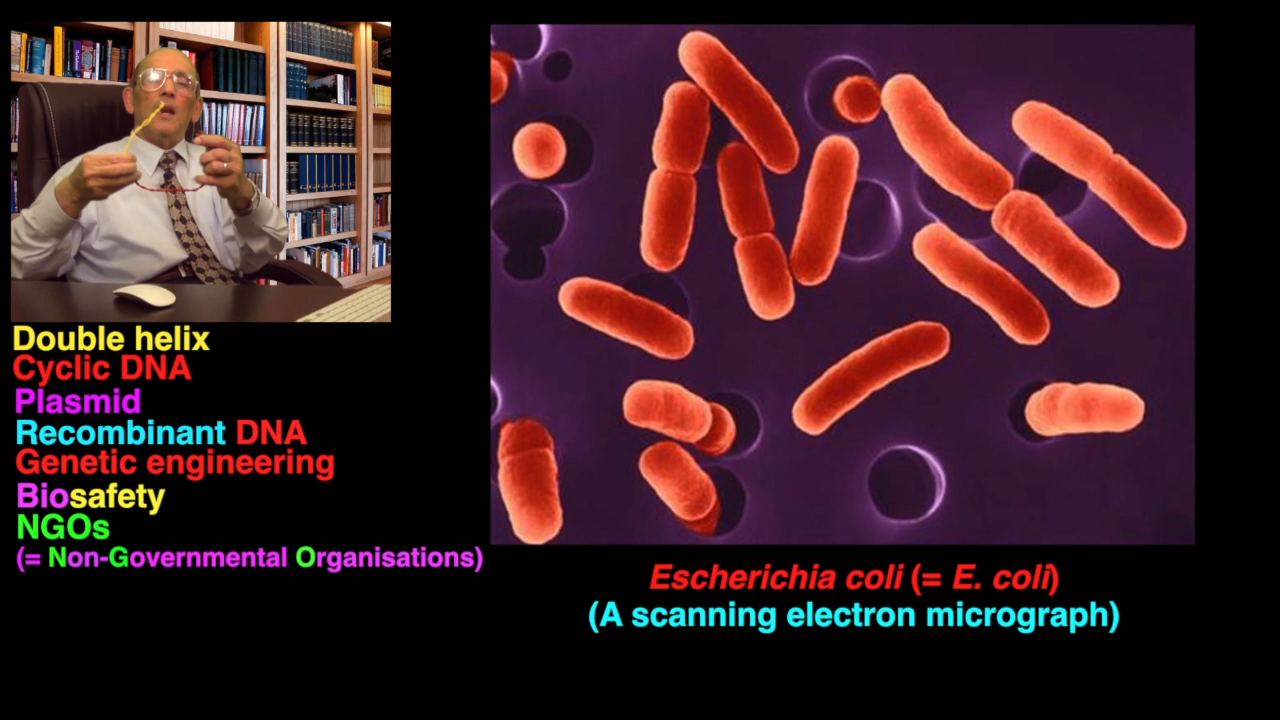 Double helix
Cyclic DNA
Plasmid
Recombinant DNA
Genetic engineering
Biosafety
NGOs
(= Non-Governmental Organisations)
Escherichia coli (= E. coli)
(A scanning electron micrograph)